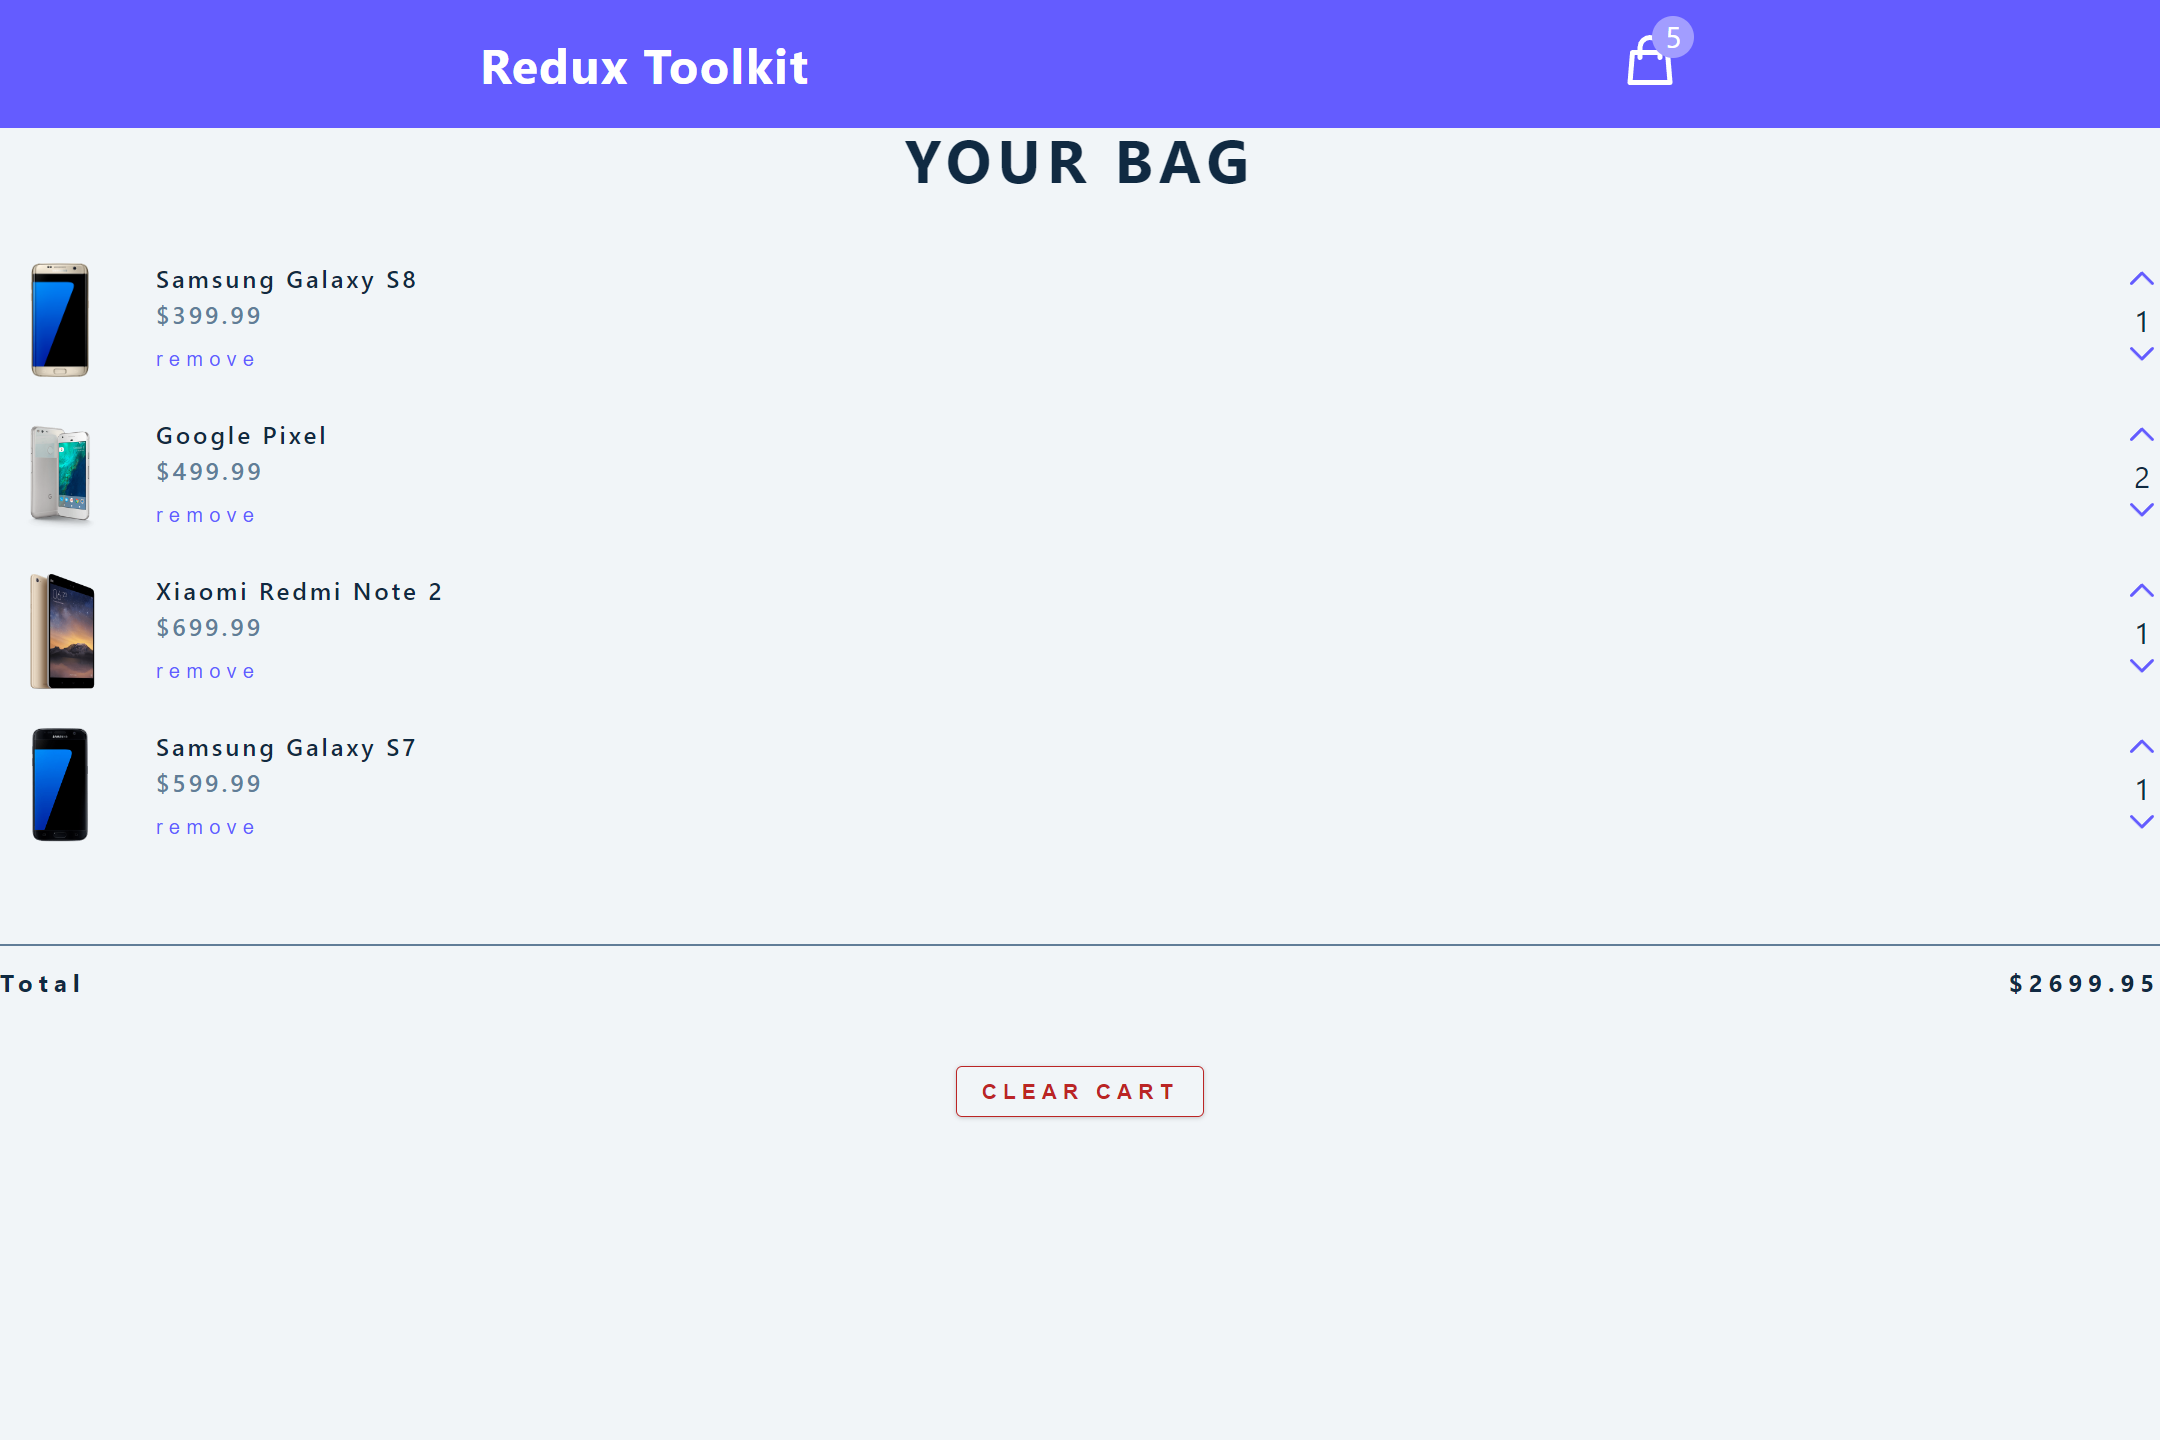 Redux Toolkit
5
YOUR BAG
Samsung Galaxy S8
$399.99
remove
1
Google Pixel
$499.99
remove
2
Xiaomi Redmi Note 2
$699.99
remove
1
Samsung Galaxy S7
$599.99
remove
1
Total
$2699.95
CLEAR CART